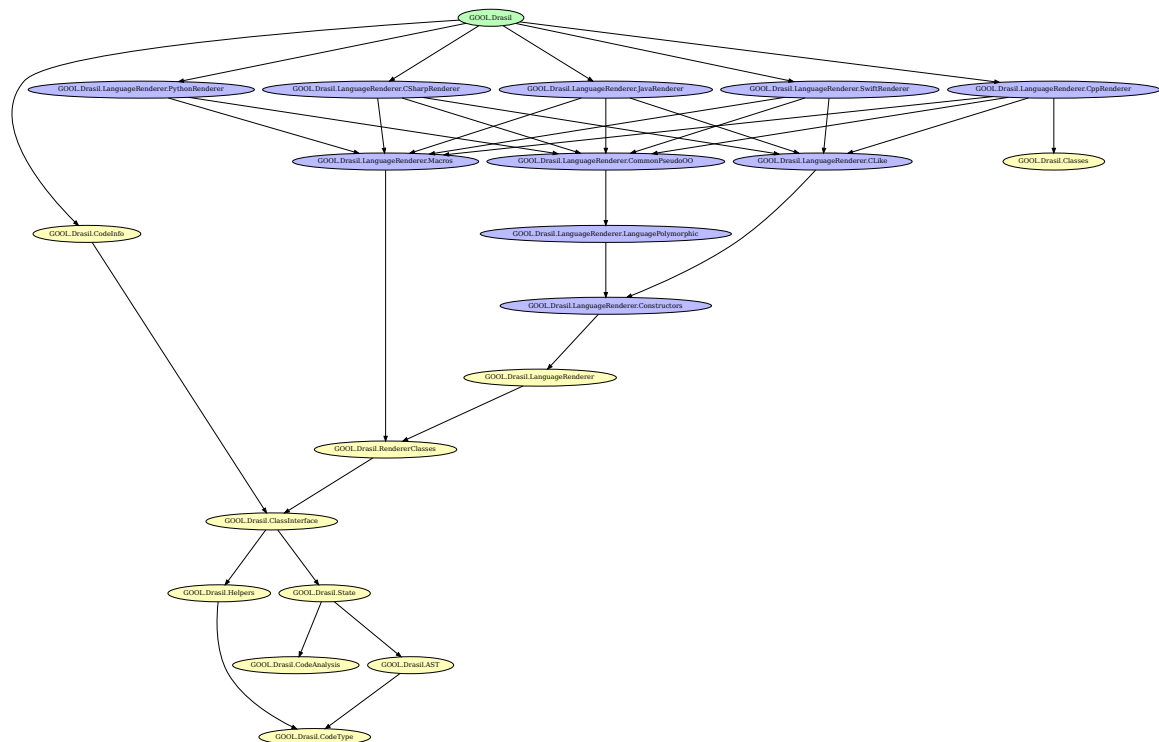 GOOL.Drasil
GOOL.Drasil.LanguageRenderer.PythonRenderer
GOOL.Drasil.LanguageRenderer.CSharpRenderer
GOOL.Drasil.LanguageRenderer.JavaRenderer
GOOL.Drasil.LanguageRenderer.SwiftRenderer
GOOL.Drasil.LanguageRenderer.CppRenderer
GOOL.Drasil.LanguageRenderer.Macros
GOOL.Drasil.LanguageRenderer.CommonPseudoOO
GOOL.Drasil.LanguageRenderer.CLike
GOOL.Drasil.Classes
GOOL.Drasil.CodeInfo
GOOL.Drasil.LanguageRenderer.LanguagePolymorphic
GOOL.Drasil.LanguageRenderer.Constructors
GOOL.Drasil.LanguageRenderer
GOOL.Drasil.RendererClasses
GOOL.Drasil.ClassInterface
GOOL.Drasil.Helpers
GOOL.Drasil.State
GOOL.Drasil.CodeAnalysis
GOOL.Drasil.AST
GOOL.Drasil.CodeType